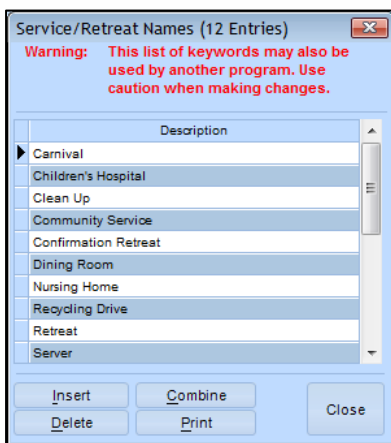 Service/Retreat Names (12 Entries)
Warning: This list of keywords may also be
used by another program. Use
caution when making changes.
Description
Carnival
Children's Hospital
Clean Up
Community Service
Confirmation Retreat
Dining Room
Nursing Home
Recycling Drive
Retreat
Server
Insert
Combine
Close
Delete
Print